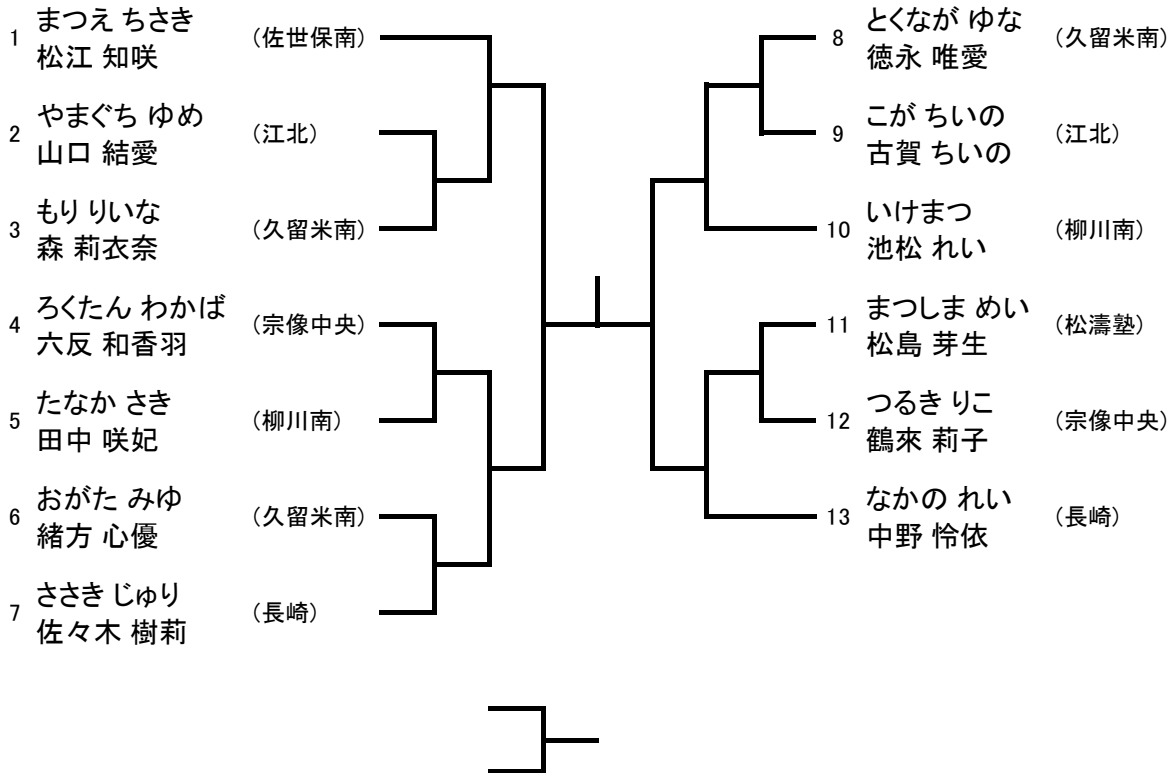 まつえ ちさき
1 (佐世保南)
松江 知咲
やまぐち ゆめ
2 (江北)
山口 結愛
もり りいな
3 (久留米南)
森 莉衣奈
ろくたん わかば
4 (宗像中央)
六反 和香羽
たなか さき
5 (柳川南)
田中 咲妃
おがた みゆ
6 (久留米南)
緒方 心優
ささき じゅり
7 (長崎)
佐々木 樹莉
とくなが ゆな
8 (久留米南)
徳永 唯愛
こが ちいの
9 (江北)
古賀 ちいの
いけまつ
10 (柳川南)
池松 れい
まつしま めい
11 (松濤塾)
松島 芽生
つるき りこ
12 (宗像中央)
鶴來 莉子
なかの れい
13 (長崎)
中野 怜依